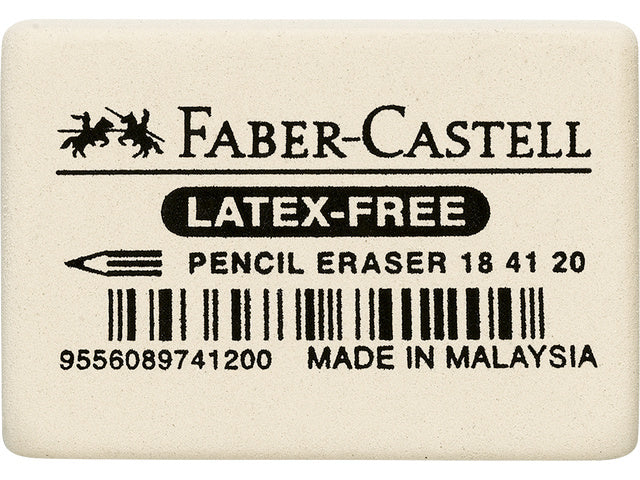 FABER-CASTELL
LATEX-FREE
PENCIL ERASER 18 41 20
9556089741200 MADE IN MALAYSIA